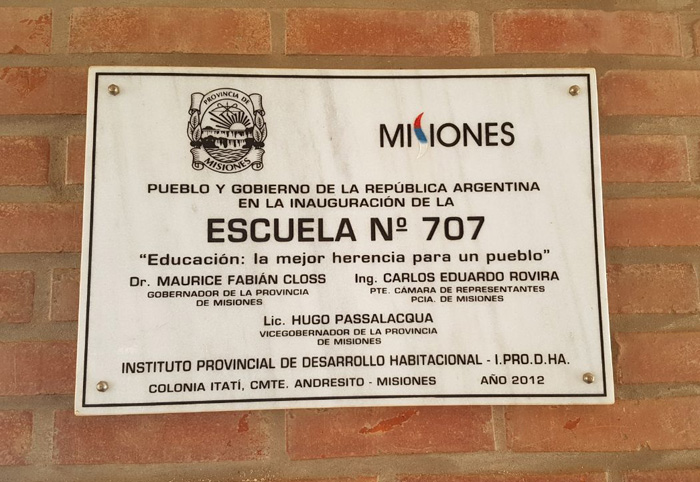 PROVINCIA DE
MISIONES
MISIONES
PUEBLO Y GOBIERNO DE LA REPÚBLICA ARGENTINA
EN LA INAUGURACIÓN DE LA
ESCUELA Nº 707
"Educación: la mejor herencia para un pueblo"
Dr. MAURICE FABIÁN CLOSS
GOBERNADOR DE LA PROVINCIA
DE MISIONES
Ing. CARLOS EDUARDO ROVIRA
PTE. CÁMARA DE REPRESENTANTES
PCIA. DE MISIONES
Lic. HUGO PASSALACQUA
VICEGOBERNADOR DE LA PROVINCIA
DE MISIONES
INSTITUTO PROVINCIAL DE DESARROLLO HABITACIONAL - I.PRO.D.HA.
COLONIA ITATÍ, CMTE. ANDRESITO - MISIONES AÑO 2012